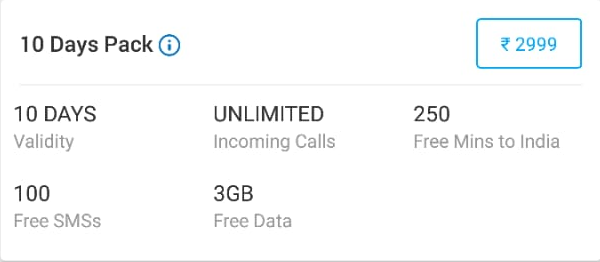 10 Days Pack ₹ 2999
10 DAYS UNLIMITED 250
Validity Incoming Calls Free Mins to India
100 3GB
Free SMSs Free Data